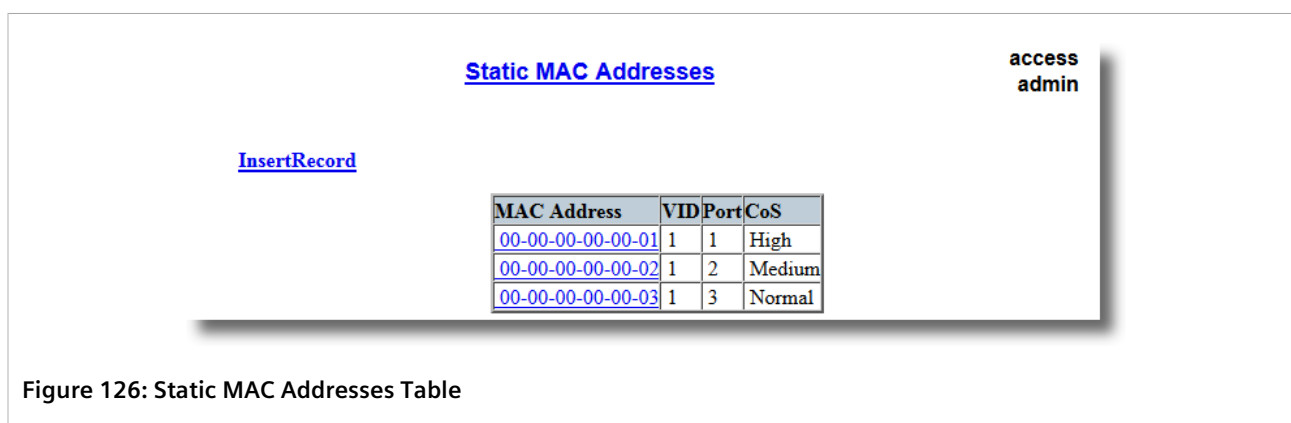 Static MAC Addresses
access
admin
InsertRecord
MAC Address VID Port CoS
00-00-00-00-00-01 1 1 High
00-00-00-00-00-02 1 2 Medium
00-00-00-00-00-03 1 3 Normal
Figure 126: Static MAC Addresses Table